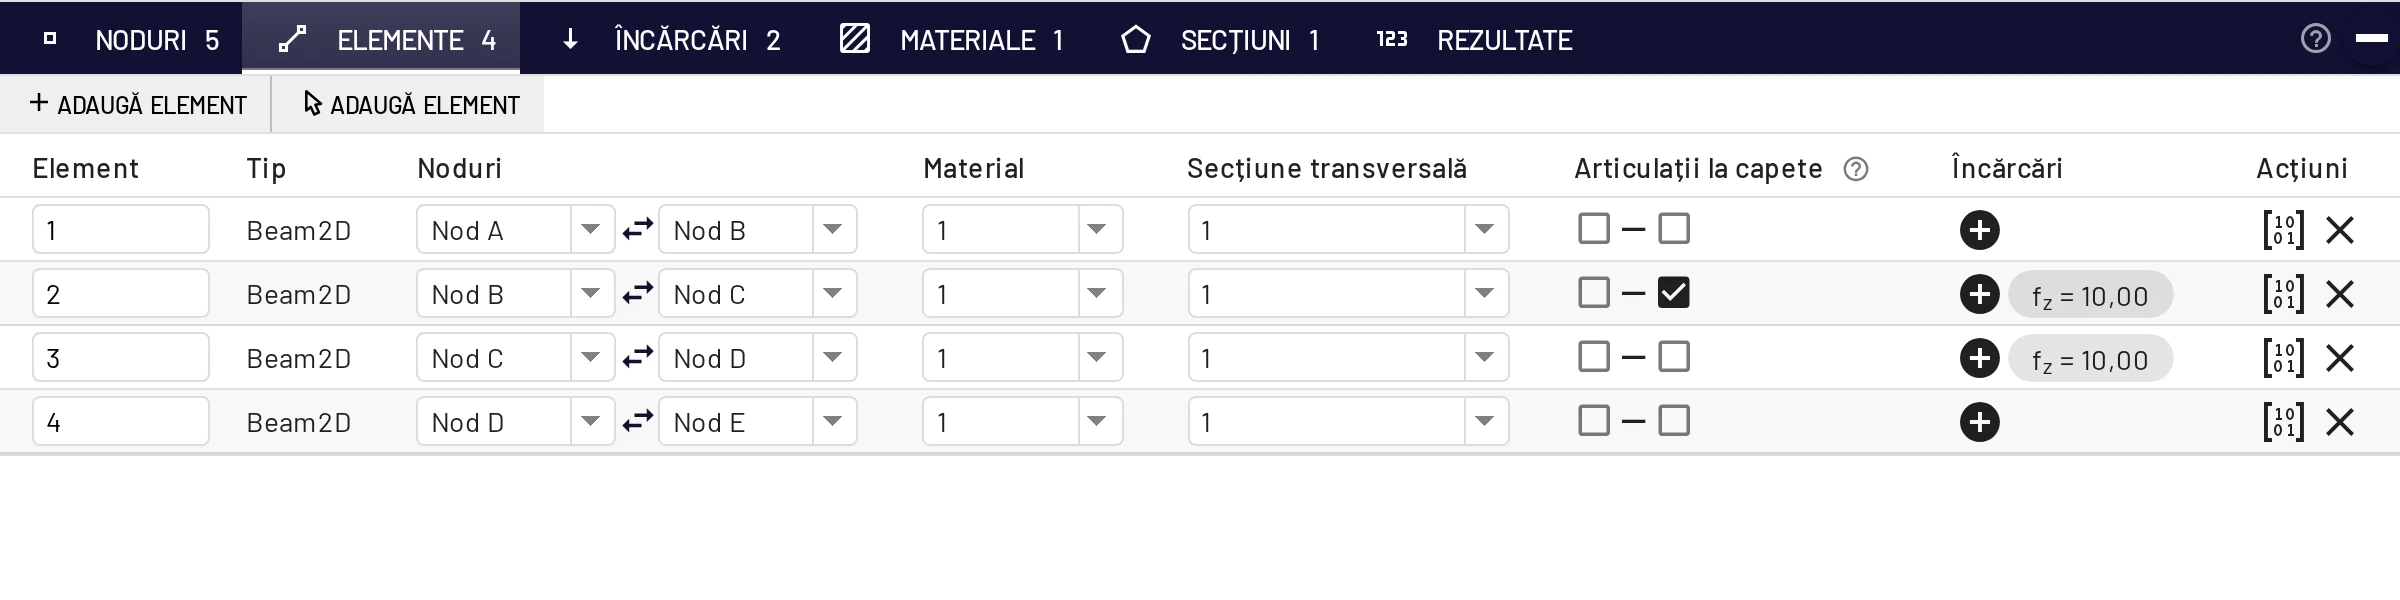 NODURI 5 ELEMENTE 4 ÎNCĂRCĂRI 2 MATERIALE 1 SECȚIUNI 1 123 REZULTATE
+ ADAUGĂ ELEMENT ADAUGĂ ELEMENT
Element Tip Noduri Material Secțiune transversală Articulații la capete Încărcări Acțiuni
1 Beam2D Nod A Nod B 1 1
2 Beam2D Nod B Nod C 1 1 fz = 10,00
3 Beam2D Nod C Nod D 1 1 fz = 10,00
4 Beam2D Nod D Nod E 1 1